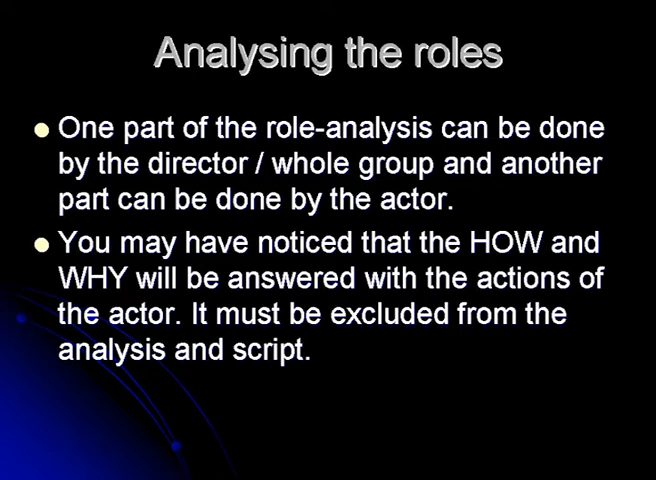 Analysing the roles
One part of the role-analysis can be done
by the director / whole group and another
part can be done by the actor.
You may have noticed that the HOW and
WHY will be answered with the actions of
the actor. It must be excluded from the
analysis and script.